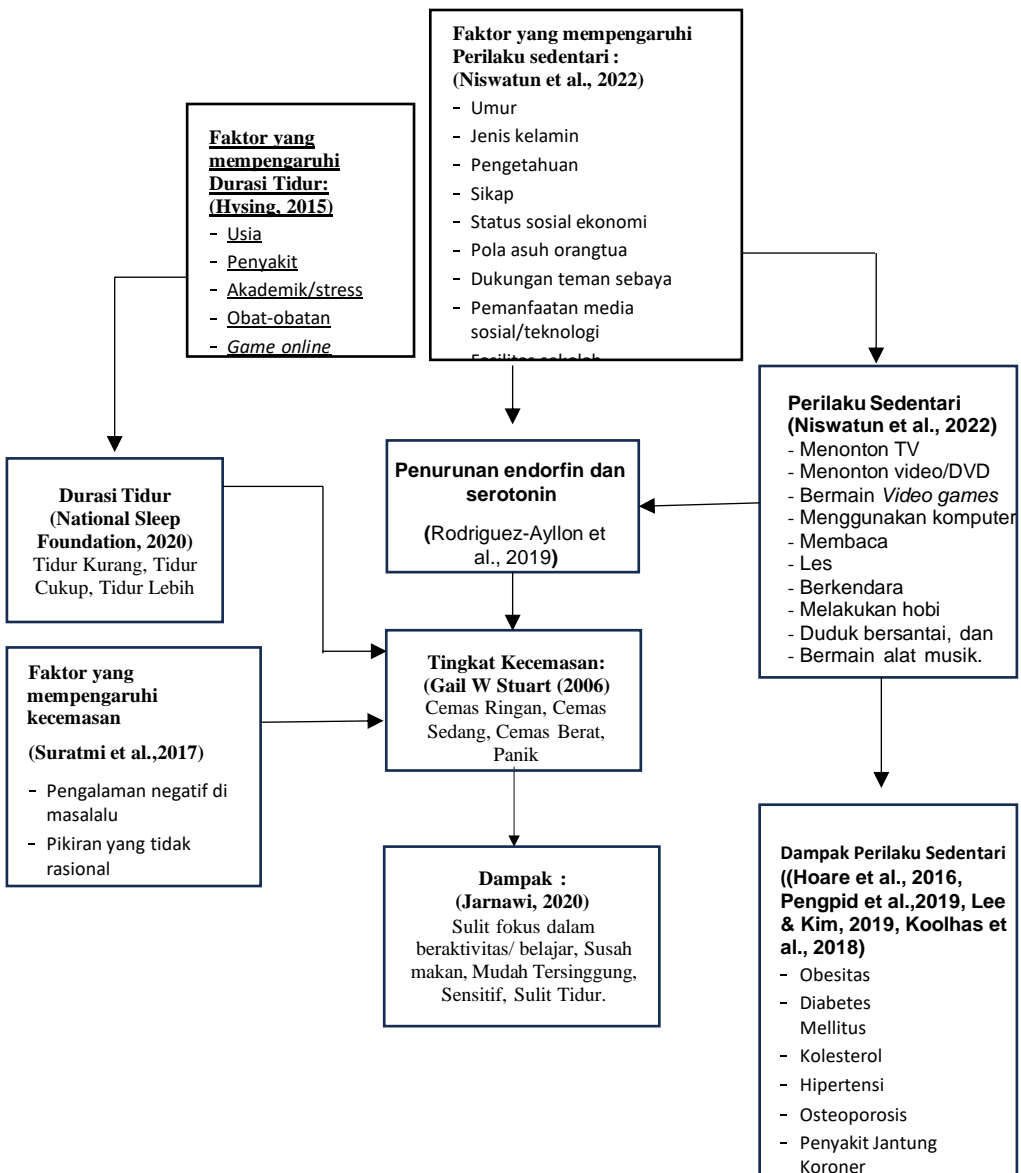 Faktor yang mempengaruhi
Perilaku sedentari :
(Niswatun et al., 2022)
- Umur
- Jenis kelamin
- Pengetahuan
- Sikap
- Status sosial ekonomi
- Pola asuh orangtua
- Dukungan teman sebaya
- Pemanfaatan media
sosial/teknologi
Faktor yang
mempengaruhi
Durasi Tidur:
(Hysing, 2015)
- Usia
- Penyakit
- Akademik/stress
- Obat-obatan
- Game online
Perilaku Sedentari
(Niswatun et al., 2022)
- Menonton TV
- Menonton video/DVD
- Bermain Video games
- Menggunakan komputer
- Membaca
- Les
- Berkendara
- Melakukan hobi
- Duduk bersantai, dan
- Bermain alat musik.
Penurunan endorfin dan
serotonin
(Rodriguez-Ayllon et
al., 2019)
Durasi Tidur
(National Sleep
Foundation, 2020)
Tidur Kurang, Tidur
Cukup, Tidur Lebih
Tingkat Kecemasan:
(Gail W Stuart (2006)
Cemas Ringan, Cemas
Sedang, Cemas Berat,
Panik
Faktor yang
mempengaruhi
kecemasan
(Suratmi et al.,2017)
- Pengalaman negatif di
masalalu
- Pikiran yang tidak
rasional
Dampak :
(Jarnawi, 2020)
Sulit fokus dalam
beraktivitas/ belajar, Susah
makan, Mudah Tersinggung,
Sensitif, Sulit Tidur.
Dampak Perilaku Sedentari
((Hoare et al., 2016,
Pengpid et al.,2019, Lee
& Kim, 2019, Koolhas et
al., 2018)
- Obesitas
- Diabetes
Mellitus
- Kolesterol
- Hipertensi
- Osteoporosis
- Penyakit Jantung
Koroner